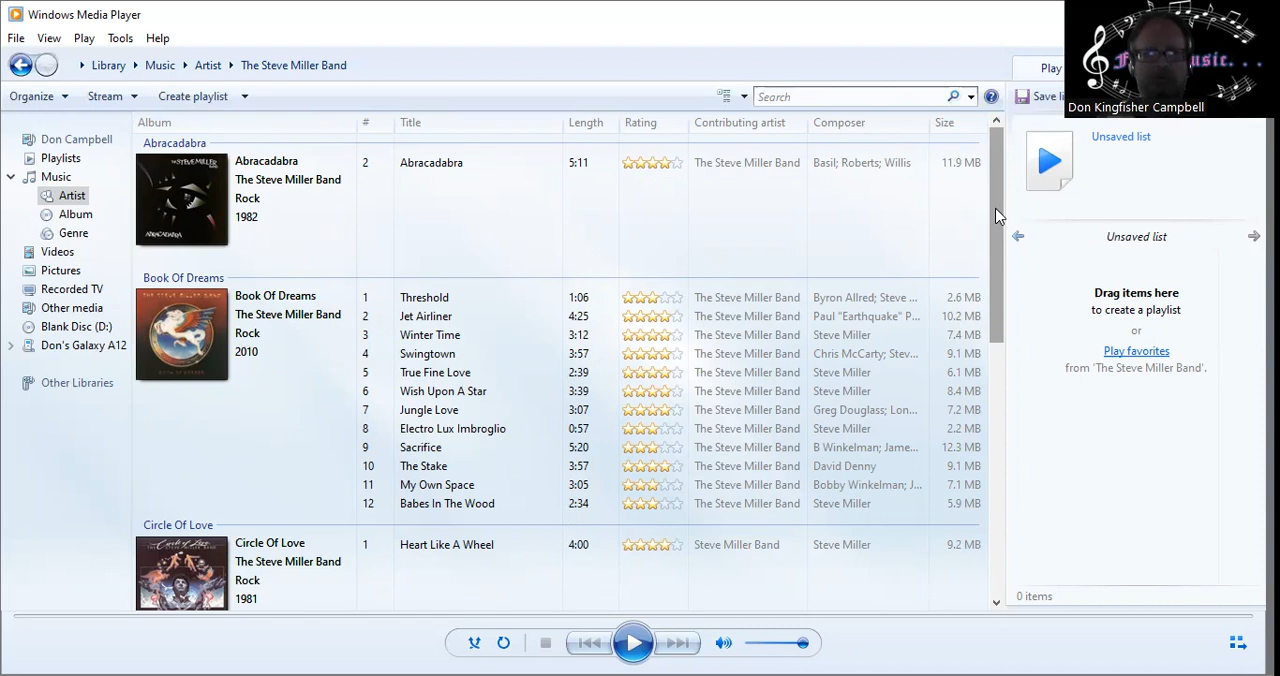 Windows Media Player
File View Play Tools Help
Library Music Artist The Steve Miller Band
Play
Organize Stream Create playlist
Search
Save li
Don Kingfisher Campbell
Album # Title Length Rating Contributing artist Composer Size
Don Campbell
Playlists
Music
Artist
Album
Genre
Videos
Pictures
Recorded TV
Other media
Blank Disc (D:)
Don's Galaxy A12
Other Libraries
Abracadabra
Abracadabra
The Steve Miller Band
Rock
1982
THE STEVE MILLER BAND
ABRACADABRA
2 Abracadabra 5:11 The Steve Miller Band Basil; Roberts; Willis 11.9 MB
Book Of Dreams
Book Of Dreams
The Steve Miller Band
Rock
2010
1 Threshold 1:06 The Steve Miller Band Byron Allred; Steve ... 2.6 MB
2 Jet Airliner 4:25 The Steve Miller Band Paul "Earthquake" P... 10.2 MB
3 Winter Time 3:12 The Steve Miller Band Steve Miller 7.4 MB
4 Swingtown 3:57 The Steve Miller Band Chris McCarty; Stev... 9.1 MB
5 True Fine Love 2:39 The Steve Miller Band Steve Miller 6.1 MB
6 Wish Upon A Star 3:39 The Steve Miller Band Steve Miller 8.4 MB
7 Jungle Love 3:07 The Steve Miller Band Greg Douglass; Lon... 7.2 MB
8 Electro Lux Imbroglio 0:57 The Steve Miller Band Steve Miller 2.2 MB
9 Sacrifice 5:20 The Steve Miller Band B Winkelman; Jame... 12.3 MB
10 The Stake 3:57 The Steve Miller Band David Denny 9.1 MB
11 My Own Space 3:05 The Steve Miller Band Bobby Winkelman; J... 7.1 MB
12 Babes In The Wood 2:34 The Steve Miller Band Steve Miller 5.9 MB
Circle Of Love
Circle Of Love
The Steve Miller Band
Rock
1981
Circle of Love
1 Heart Like A Wheel 4:00 Steve Miller Band Steve Miller 9.2 MB
Unsaved list
Unsaved list
Drag items here
to create a playlist
or
Play favorites
from 'The Steve Miller Band'.
0 items